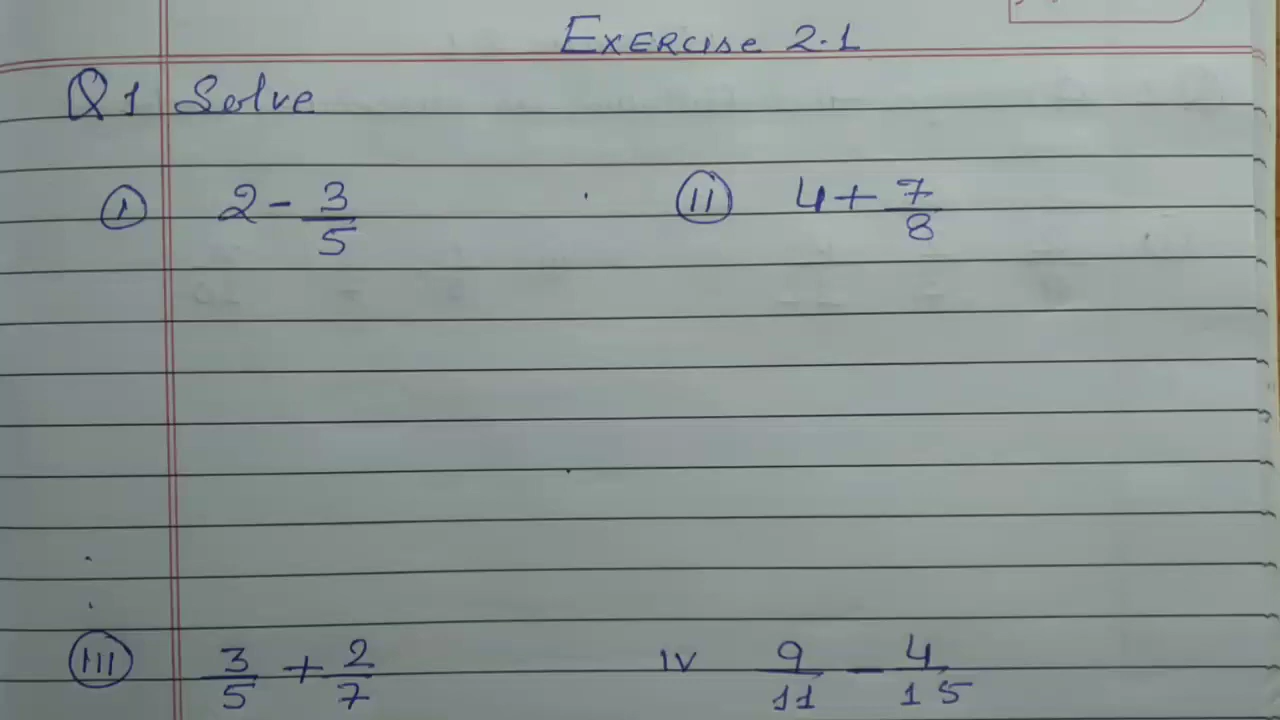 Exercise 2.1
Q1 Solve
(i) 2 - 3/5 (ii) 4 + 7/8
(iii) 3/5 + 2/7 iv 9/11 - 4/15